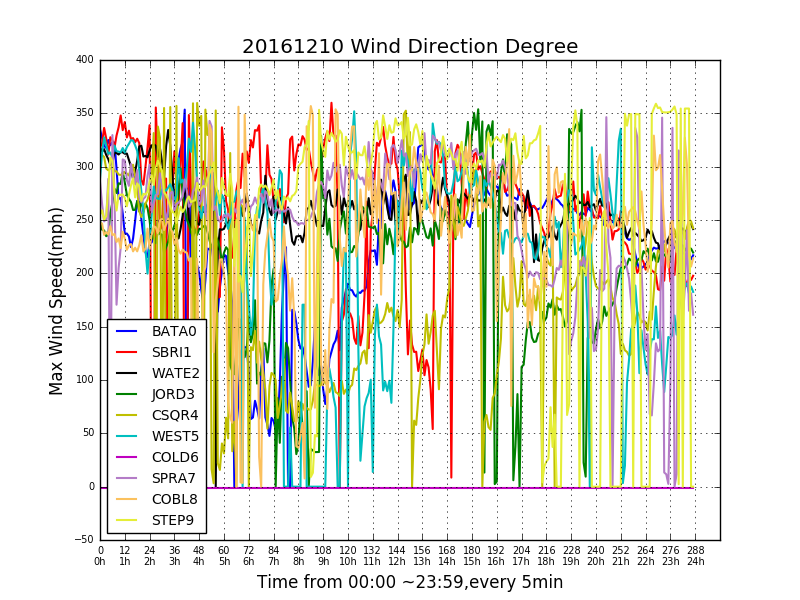 20161210 Wind Direction Degree
Max Wind Speed(mph)
400
350
300
250
200
150
100
50
0
−50
BATA0
SBRI1
WATE2
JORD3
CSQR4
WEST5
COLD6
SPRA7
COBL8
STEP9
0 12 24 36 48 60 72 84 96 108 120 132 144 156 168 180 192 204 216 228 240 252 264 276 288
0h 1h 2h 3h 4h 5h 6h 7h 8h 9h 10h 11h 12h 13h 14h 15h 16h 17h 18h 19h 20h 21h 22h 23h 24h
Time from 00:00 ~23:59,every 5min